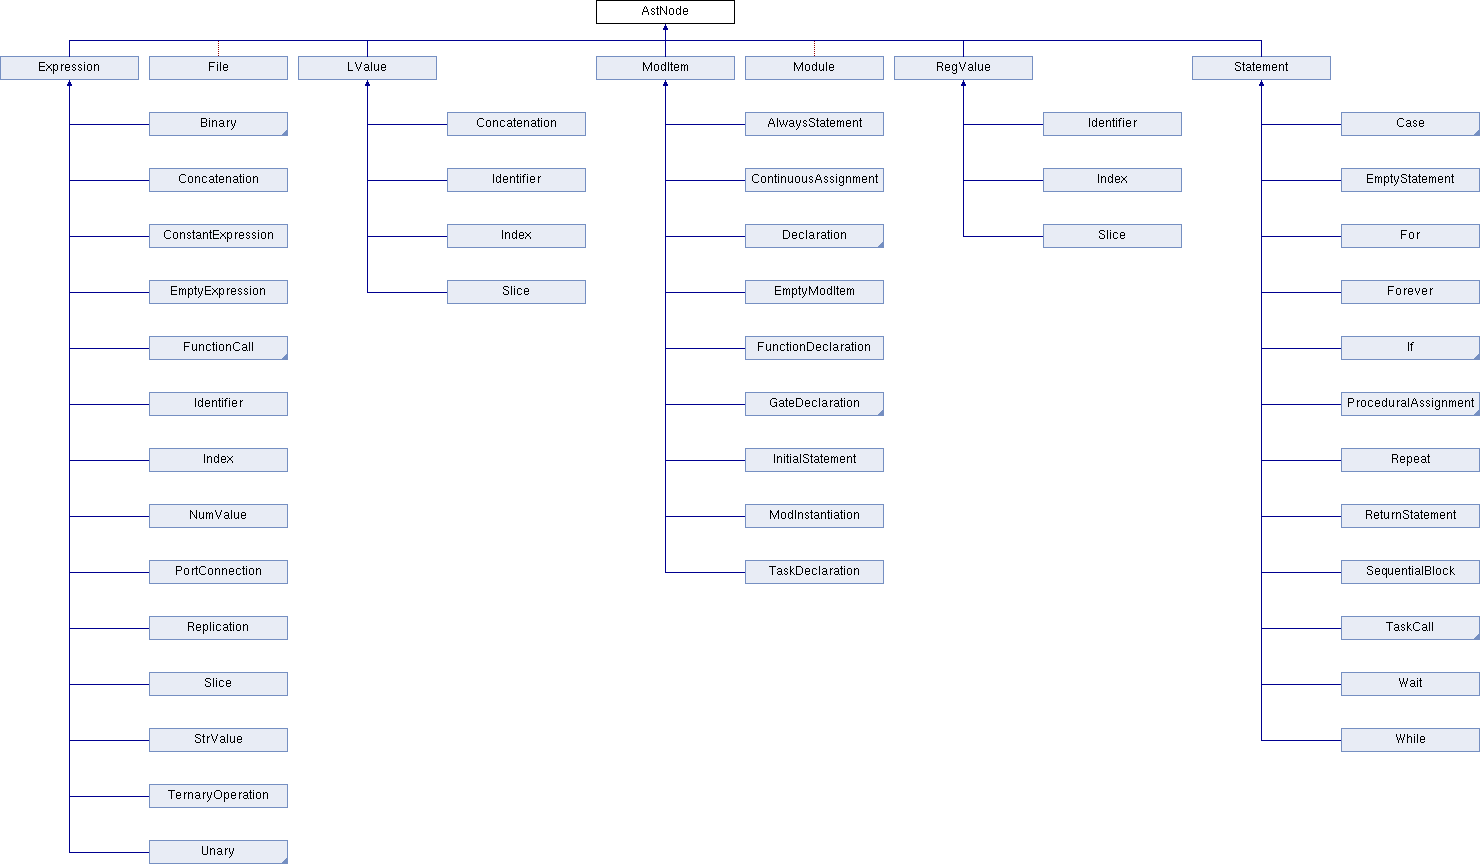 AstNode
Expression
File
LValue
ModItem
Module
RegValue
Statement
Binary
Concatenation
AlwaysStatement
Identifier
Case
Concatenation
Identifier
ContinuousAssignment
Index
EmptyStatement
ConstantExpression
Index
Declaration
Slice
For
EmptyExpression
Slice
EmptyModItem
Forever
FunctionCall
FunctionDeclaration
If
Identifier
GateDeclaration
ProceduralAssignment
Index
InitialStatement
Repeat
NumValue
ModInstantiation
ReturnStatement
PortConnection
TaskDeclaration
SequentialBlock
Replication
TaskCall
Slice
Wait
StrValue
While
TernaryOperation
Unary